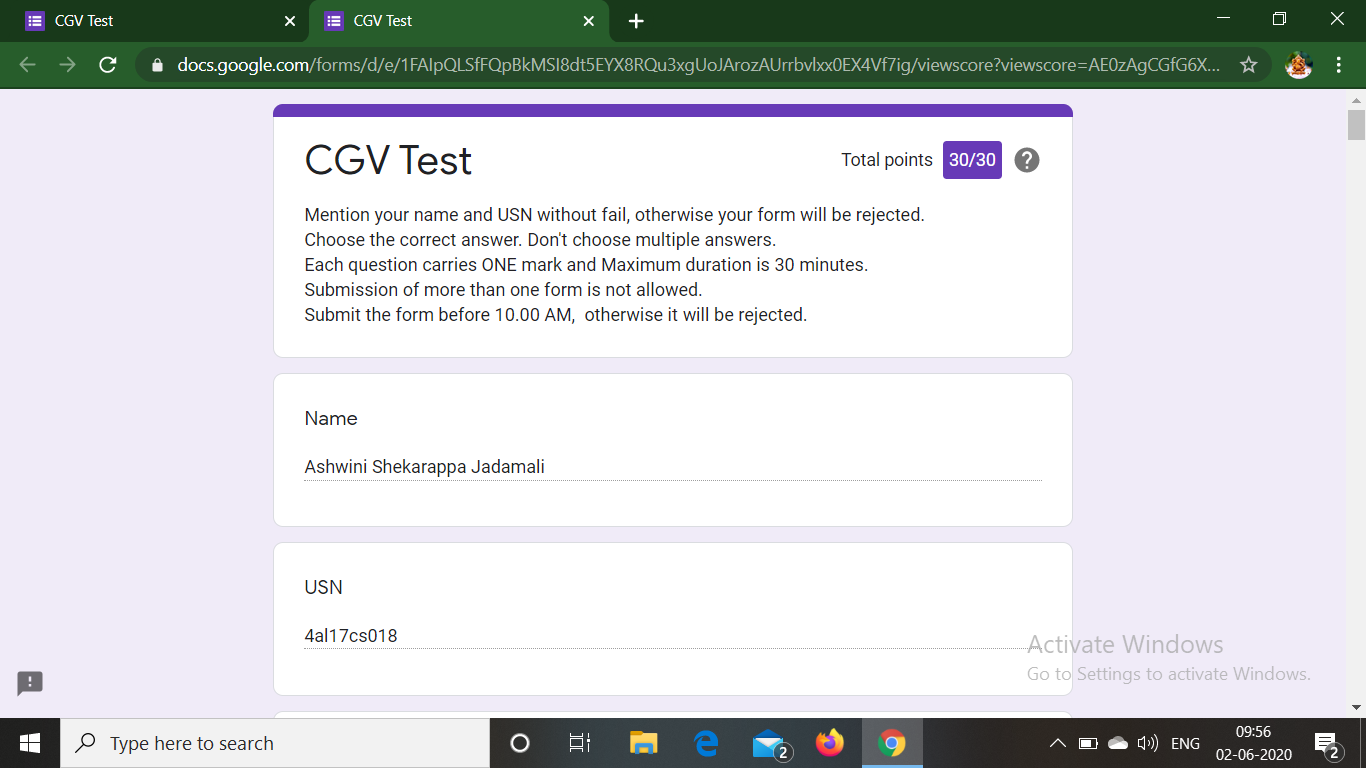 CGV Test
CGV Test
docs.google.com/forms/d/e/1FAIpQLSfFQpBkMSI8dt5EYX8RQu3xgUoJArozAUrrbvlxx0EX4Vf7ig/viewscore?viewscore=AE0zAgCGfG6X...
CGV Test
Total points 30/30
Mention your name and USN without fail, otherwise your form will be rejected.
Choose the correct answer. Don't choose multiple answers.
Each question carries ONE mark and Maximum duration is 30 minutes.
Submission of more than one form is not allowed.
Submit the form before 10.00 AM,  otherwise it will be rejected.
Name
Ashwini Shekarappa Jadamali
USN
4al17cs018
Activate Windows
Go to Settings to activate Windows.
Type here to search
2
ENG
09:56
02-06-2020
2